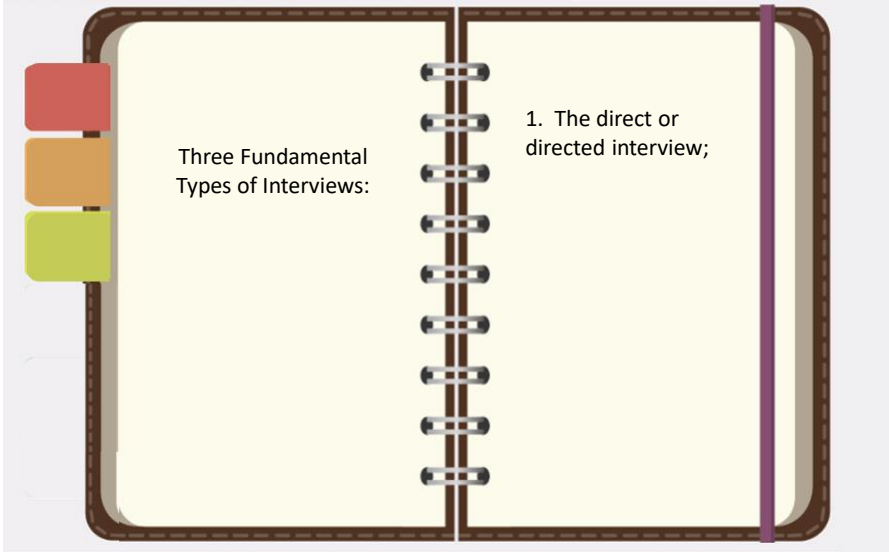 Three Fundamental
Types of Interviews:
1. The direct or
directed interview;